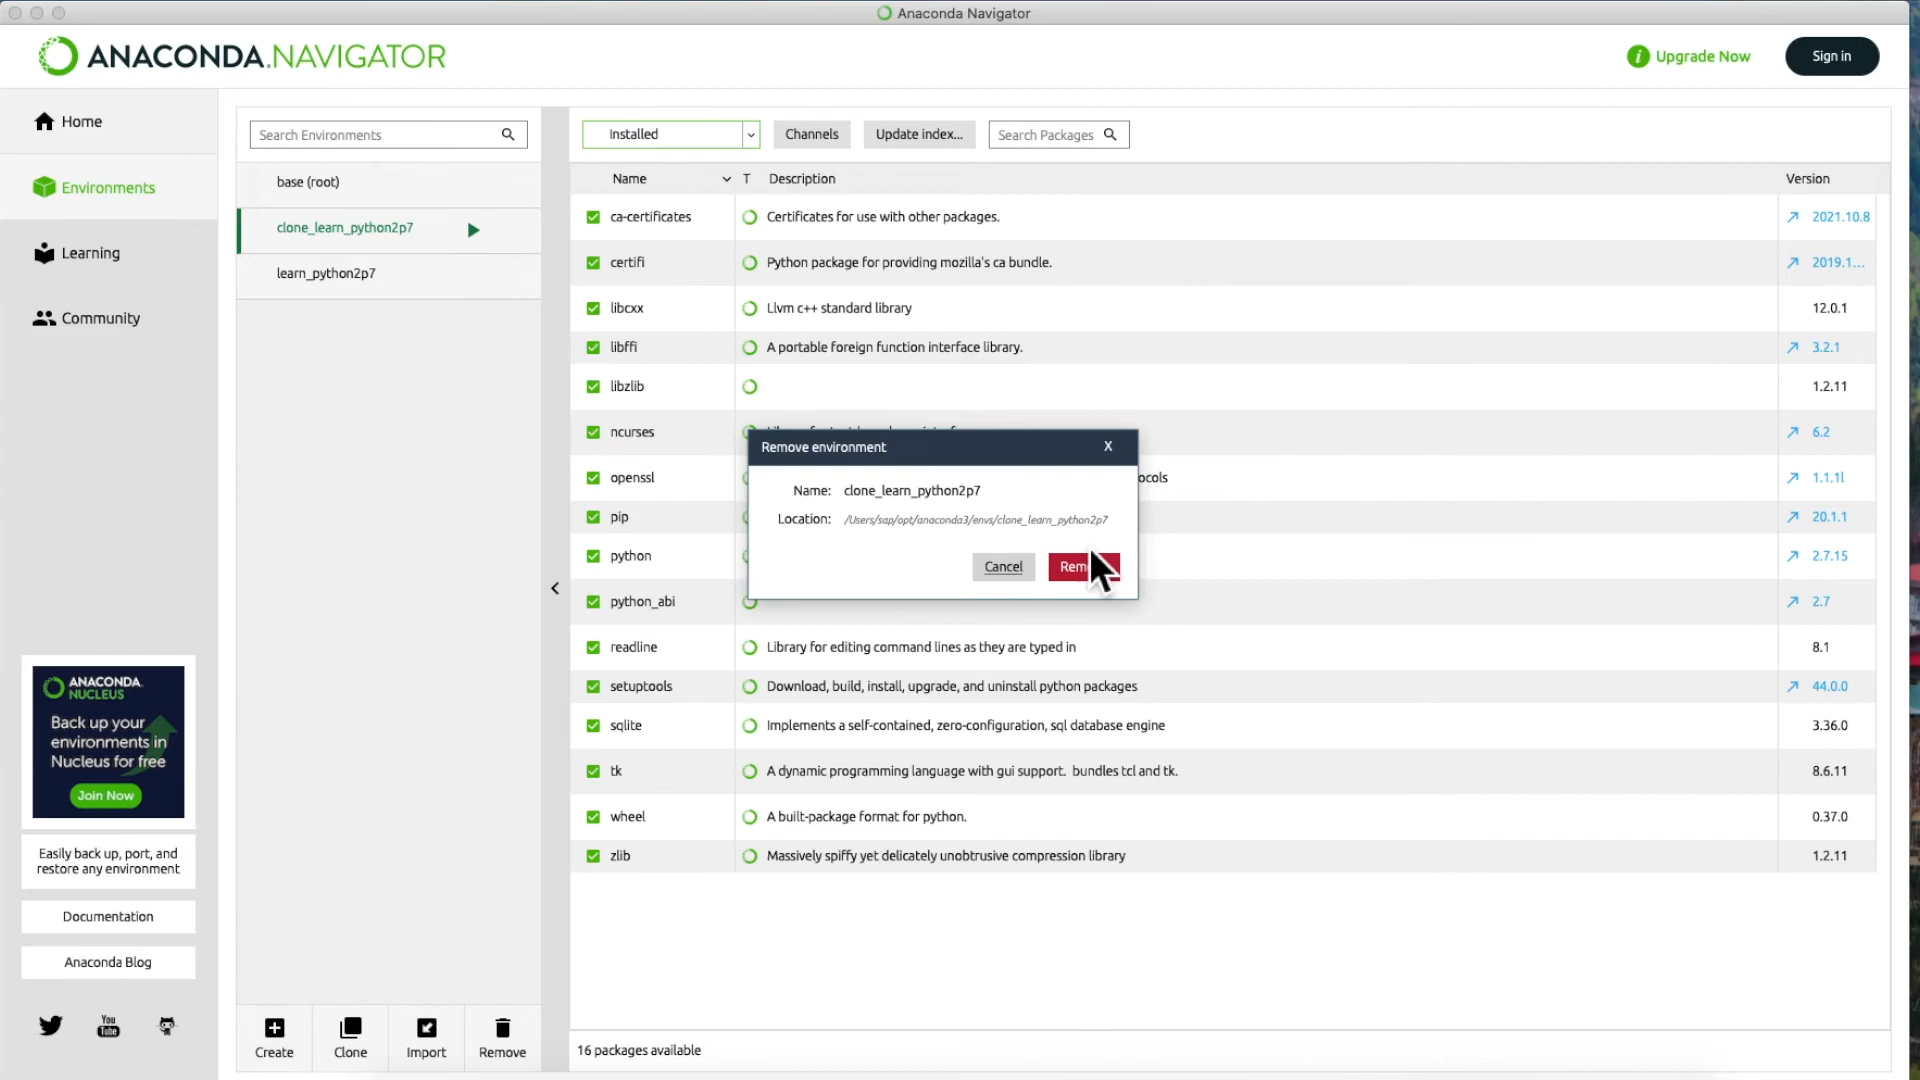 Anaconda Navigator
ANACONDA.NAVIGATOR
i Upgrade Now
Sign in
Home
Environments
Learning
Community
Search Environments
base (root)
clone_learn_python2p7
learn_python2p7
Installed
Channels
Update index...
Search Packages
Name T Description Version
ca-certificates Certificates for use with other packages. 2021.10.8
certifi Python package for providing mozilla's ca bundle. 2019.1...
libcxx Llvm c++ standard library 12.0.1
libffi A portable foreign function interface library. 3.2.1
libzlib 1.2.11
ncurses 6.2
openssl ocols 1.1.1l
pip 20.1.1
python 2.7.15
python_abi 2.7
readline Library for editing command lines as they are typed in 8.1
setuptools Download, build, install, upgrade, and uninstall python packages 44.0.0
sqlite Implements a self-contained, zero-configuration, sql database engine 3.36.0
tk A dynamic programming language with gui support. bundles tcl and tk. 8.6.11
wheel A built-package format for python. 0.37.0
zlib Massively spiffy yet delicately unobtrusive compression library 1.2.11
Remove environment X
Name: clone_learn_python2p7
Location: /Users/sap/opt/anaconda3/envs/clone_learn_python2p7
Cancel
Rem
ANACONDA.
NUCLEUS
Back up your
environments in
Nucleus for free
Join Now
Easily back up, port, and
restore any environment
Documentation
Anaconda Blog
You
Tube
Create
Clone
Import
Remove
16 packages available